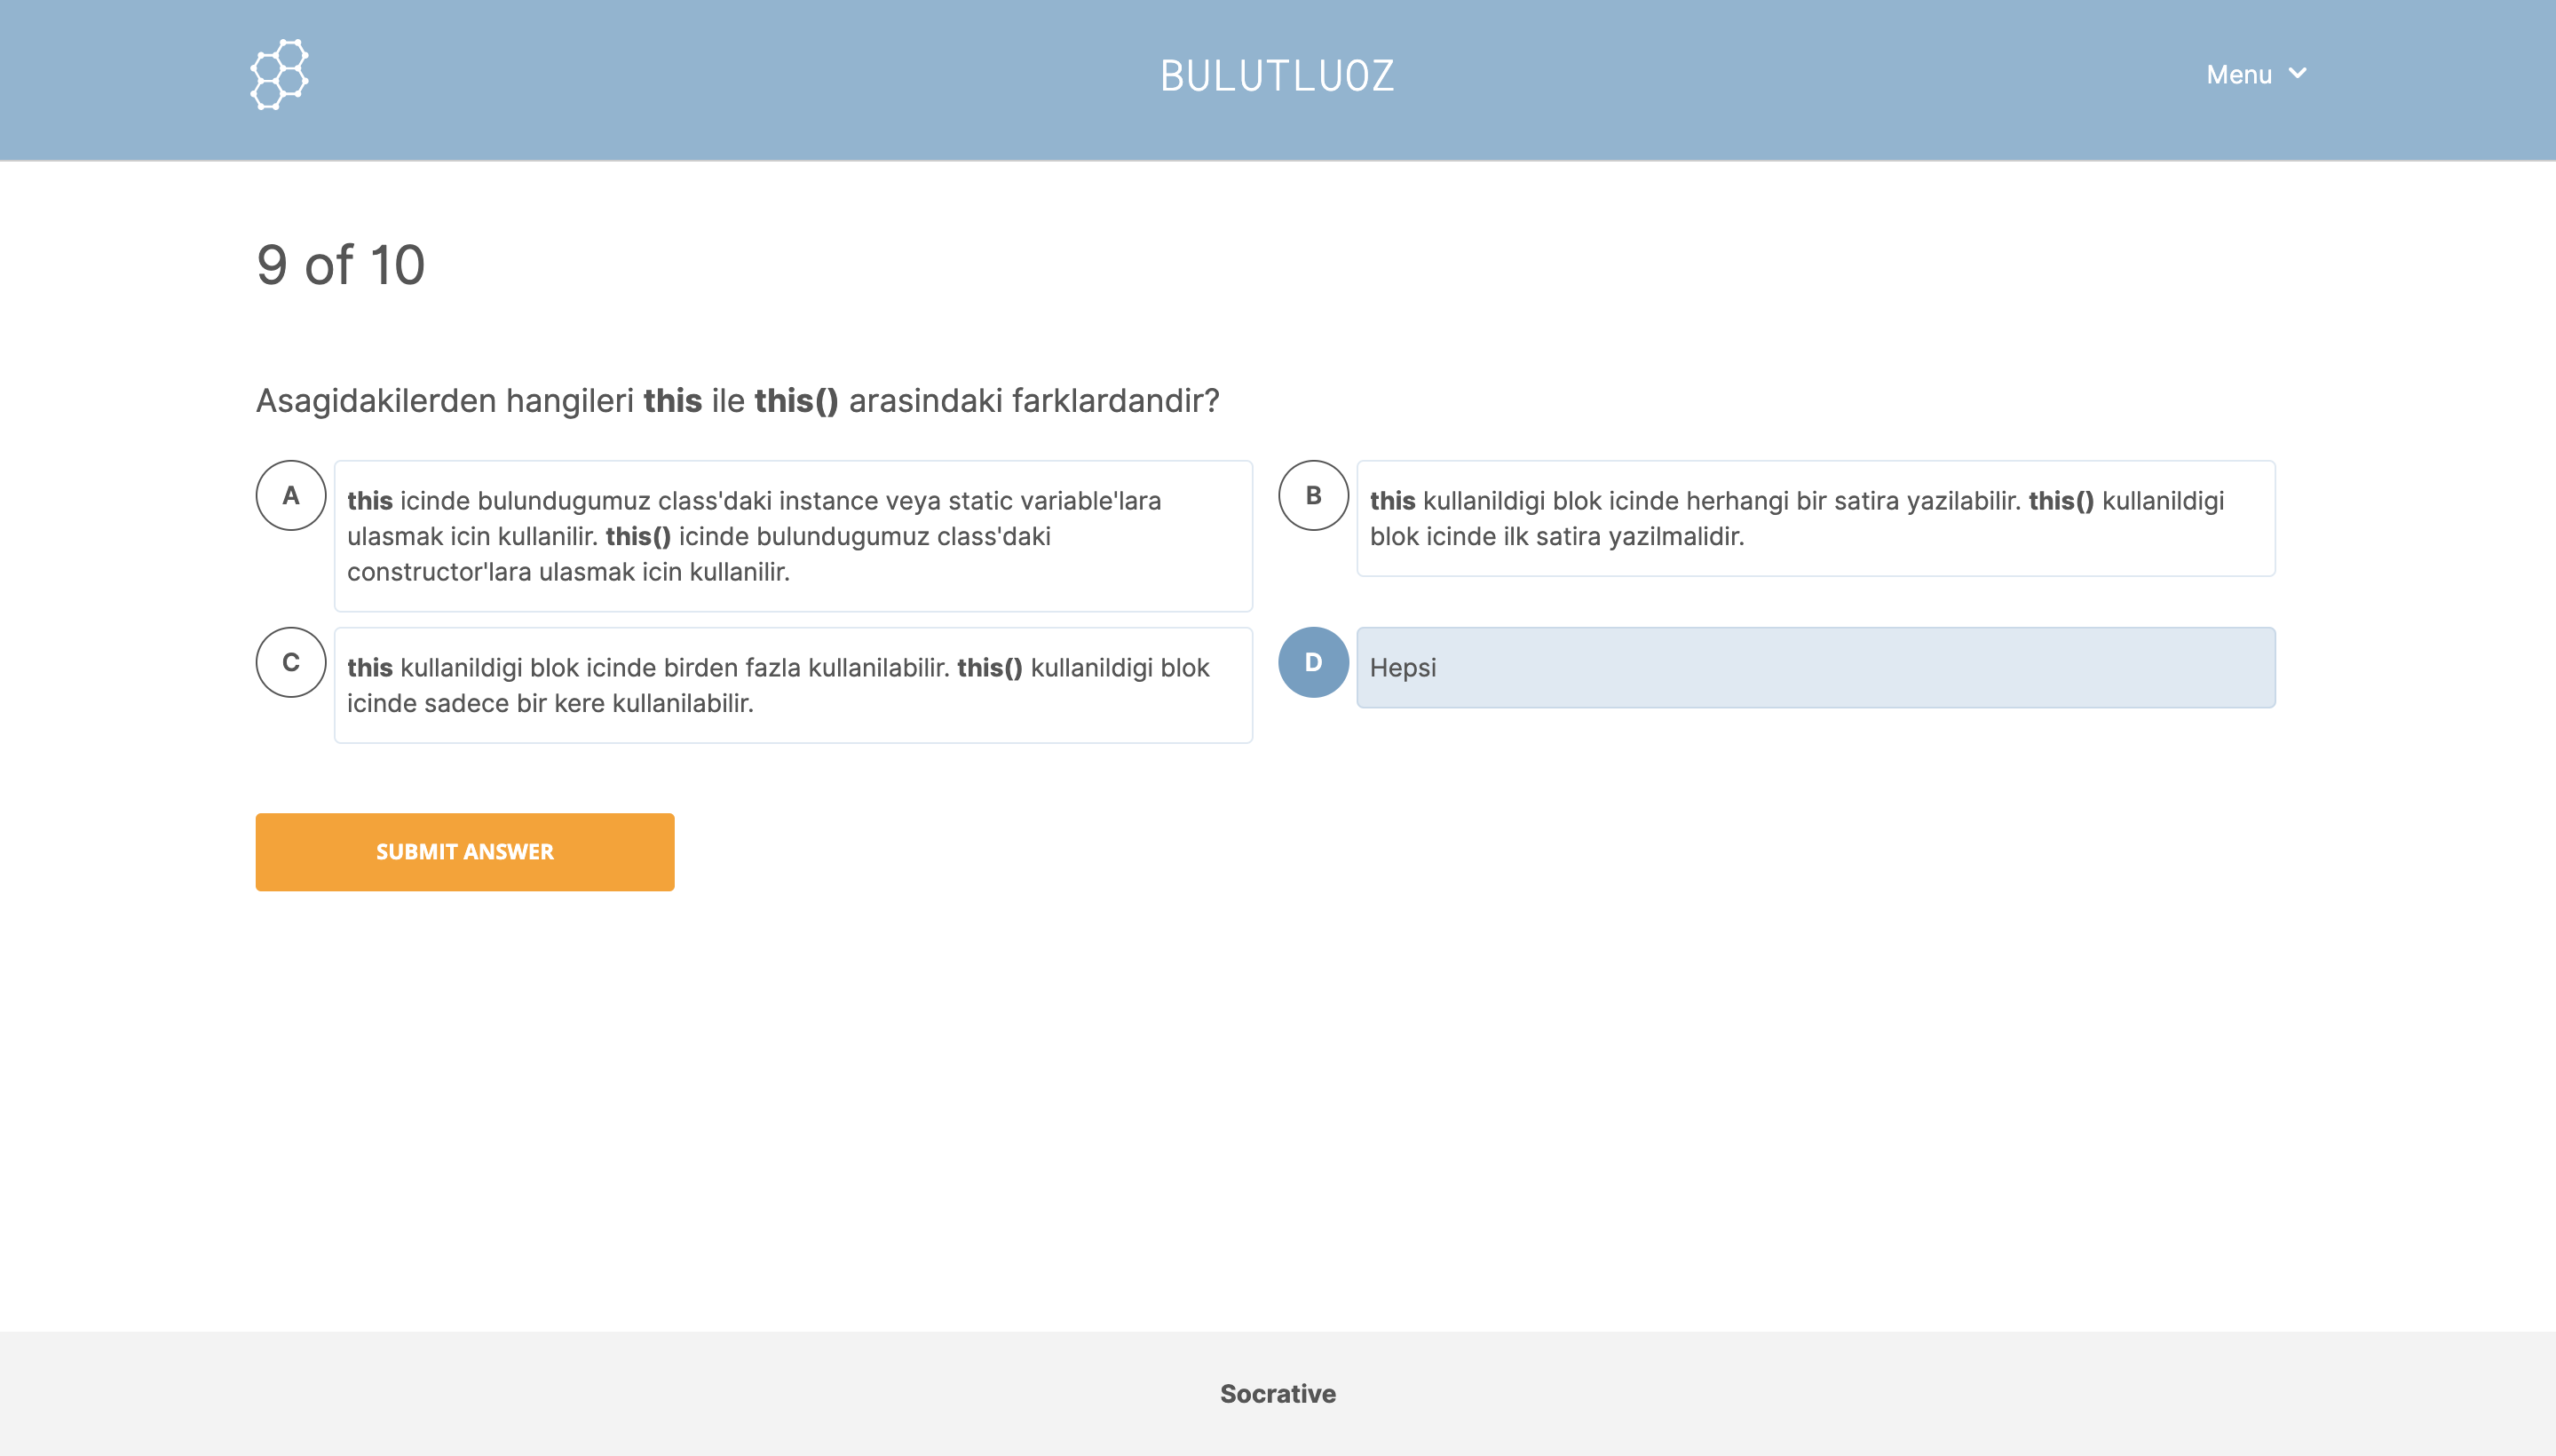 BULUTLUOZ
Menu
9 of 10
Asagidakilerden hangileri this ile this() arasindaki farklardandir?
A
this icinde bulundugumuz class'daki instance veya static variable'lara
ulasmak icin kullanilir. this() icinde bulundugumuz class'daki
constructor'lara ulasmak icin kullanilir.
B
this kullanildigi blok icinde herhangi bir satira yazilabilir. this() kullanildigi
blok icinde ilk satira yazilmalidir.
C
this kullanildigi blok icinde birden fazla kullanilabilir. this() kullanildigi blok
icinde sadece bir kere kullanilabilir.
D
Hepsi
SUBMIT ANSWER
Socrative